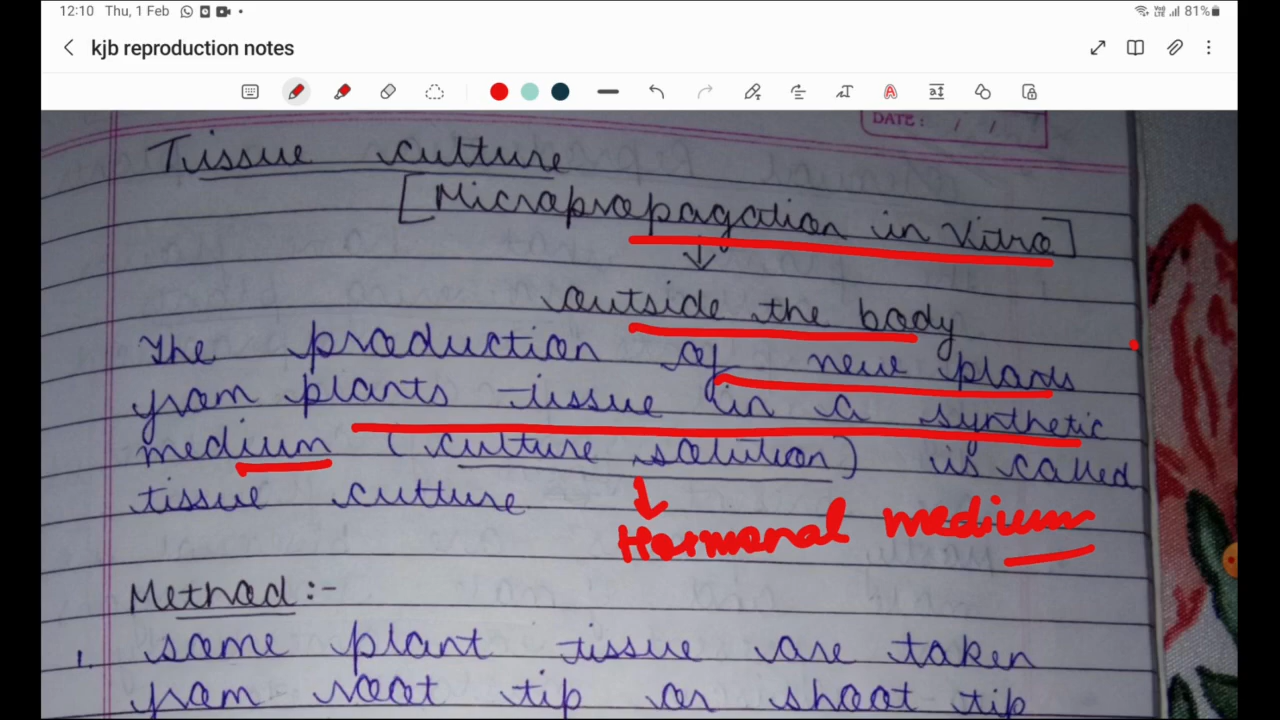 12:10 Thu, 1 Feb
81%
kjb reproduction notes
DATE: / /
Tissue culture
[Micropropagation in Vitro]
↓
outside the body
The production of new plants
from plants tissue in a synthetic
medium (culture solution) is called
tissue culture
Hormonal medium
Method:-
1. some plant tissue are taken
from root tip or shoot tip